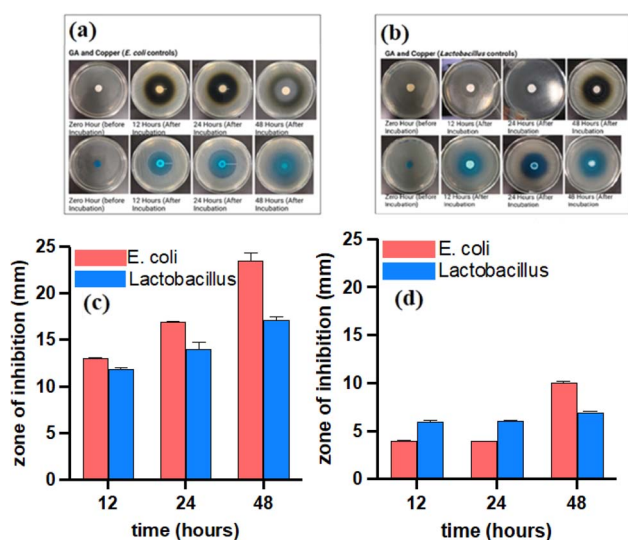 (a)
GA and Copper (E. coli controls)
Zero Hour (before Incubation)
12 Hours (After Incubation
24 Hours (After Incubation
48 Hours (After Incubation
Zero Hour (before Incubation)
12 Hours (After Incubation
24 Hours (After Incubation
48 Hours (After Incubation
(b)
GA and Copper (Lactobacillus controls)
Zero Hour (before Incubation)
12 Hours (After Incubation
24 Hours (After Incubation
48 Hours (After Incubation
Zero Hour (before Incubation)
12 Hours (After Incubation
24 Hours (After Incubation
48 Hours (After Incubation
(c)
E. coli
Lactobacillus
zone of inhibition (mm)
25
20
15
10
5
0
12 24 48
time (hours)
(d)
E. coli
Lactobacillus
zone of inhibition (mm)
25
20
15
10
5
0
12 24 48
time (hours)